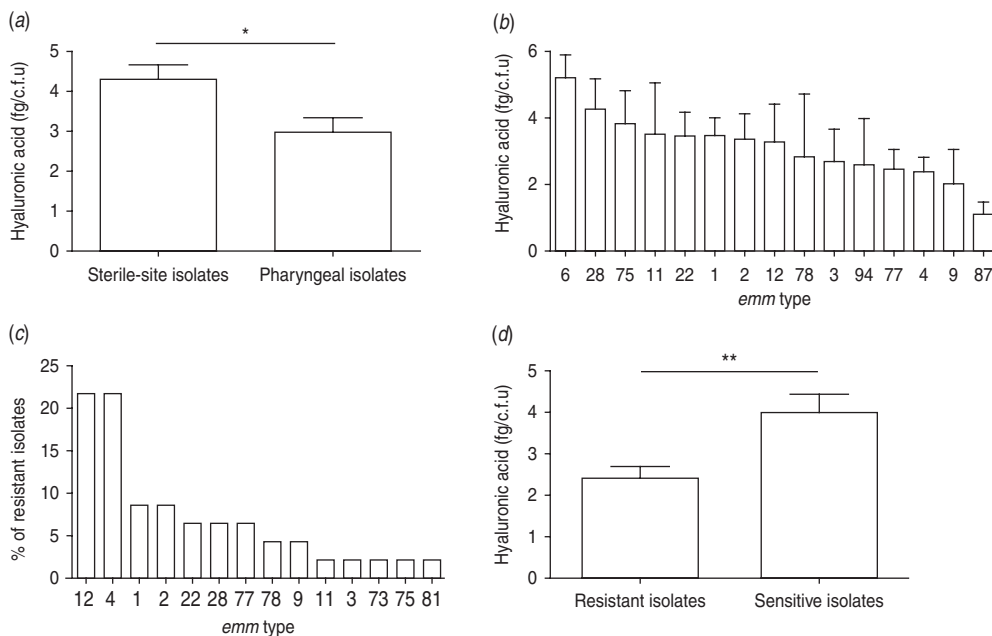 (a)
*
Hyaluronic acid (fg/c.f.u)
5
4
3
2
1
0
Sterile-site isolates Pharyngeal isolates
(b)
Hyaluronic acid (fg/c.f.u)
6
4
2
0
6 28 75 11 22 1 2 12 78 3 94 77 4 9 87
emm type
(c)
% of resistant isolates
25
20
15
10
5
0
12 4 1 2 22 28 77 78 9 11 3 73 75 81
emm type
(d)
**
Hyaluronic acid (fg/c.f.u)
5
4
3
2
1
0
Resistant isolates Sensitive isolates